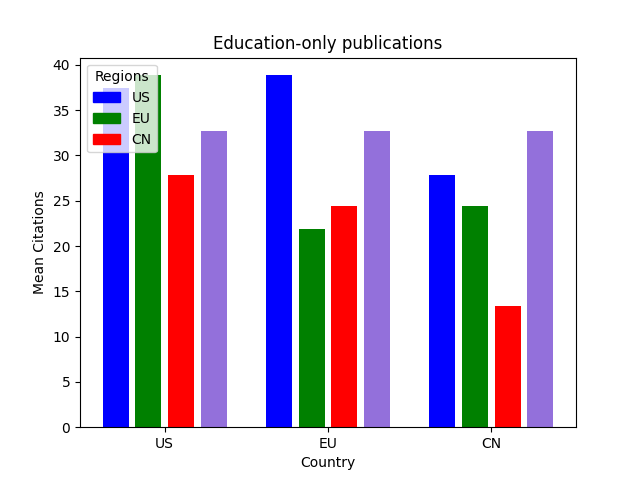 Education-only publications
Mean Citations
40
35
30
25
20
15
10
5
0
Regions
US
EU
CN
US
EU
CN
Country